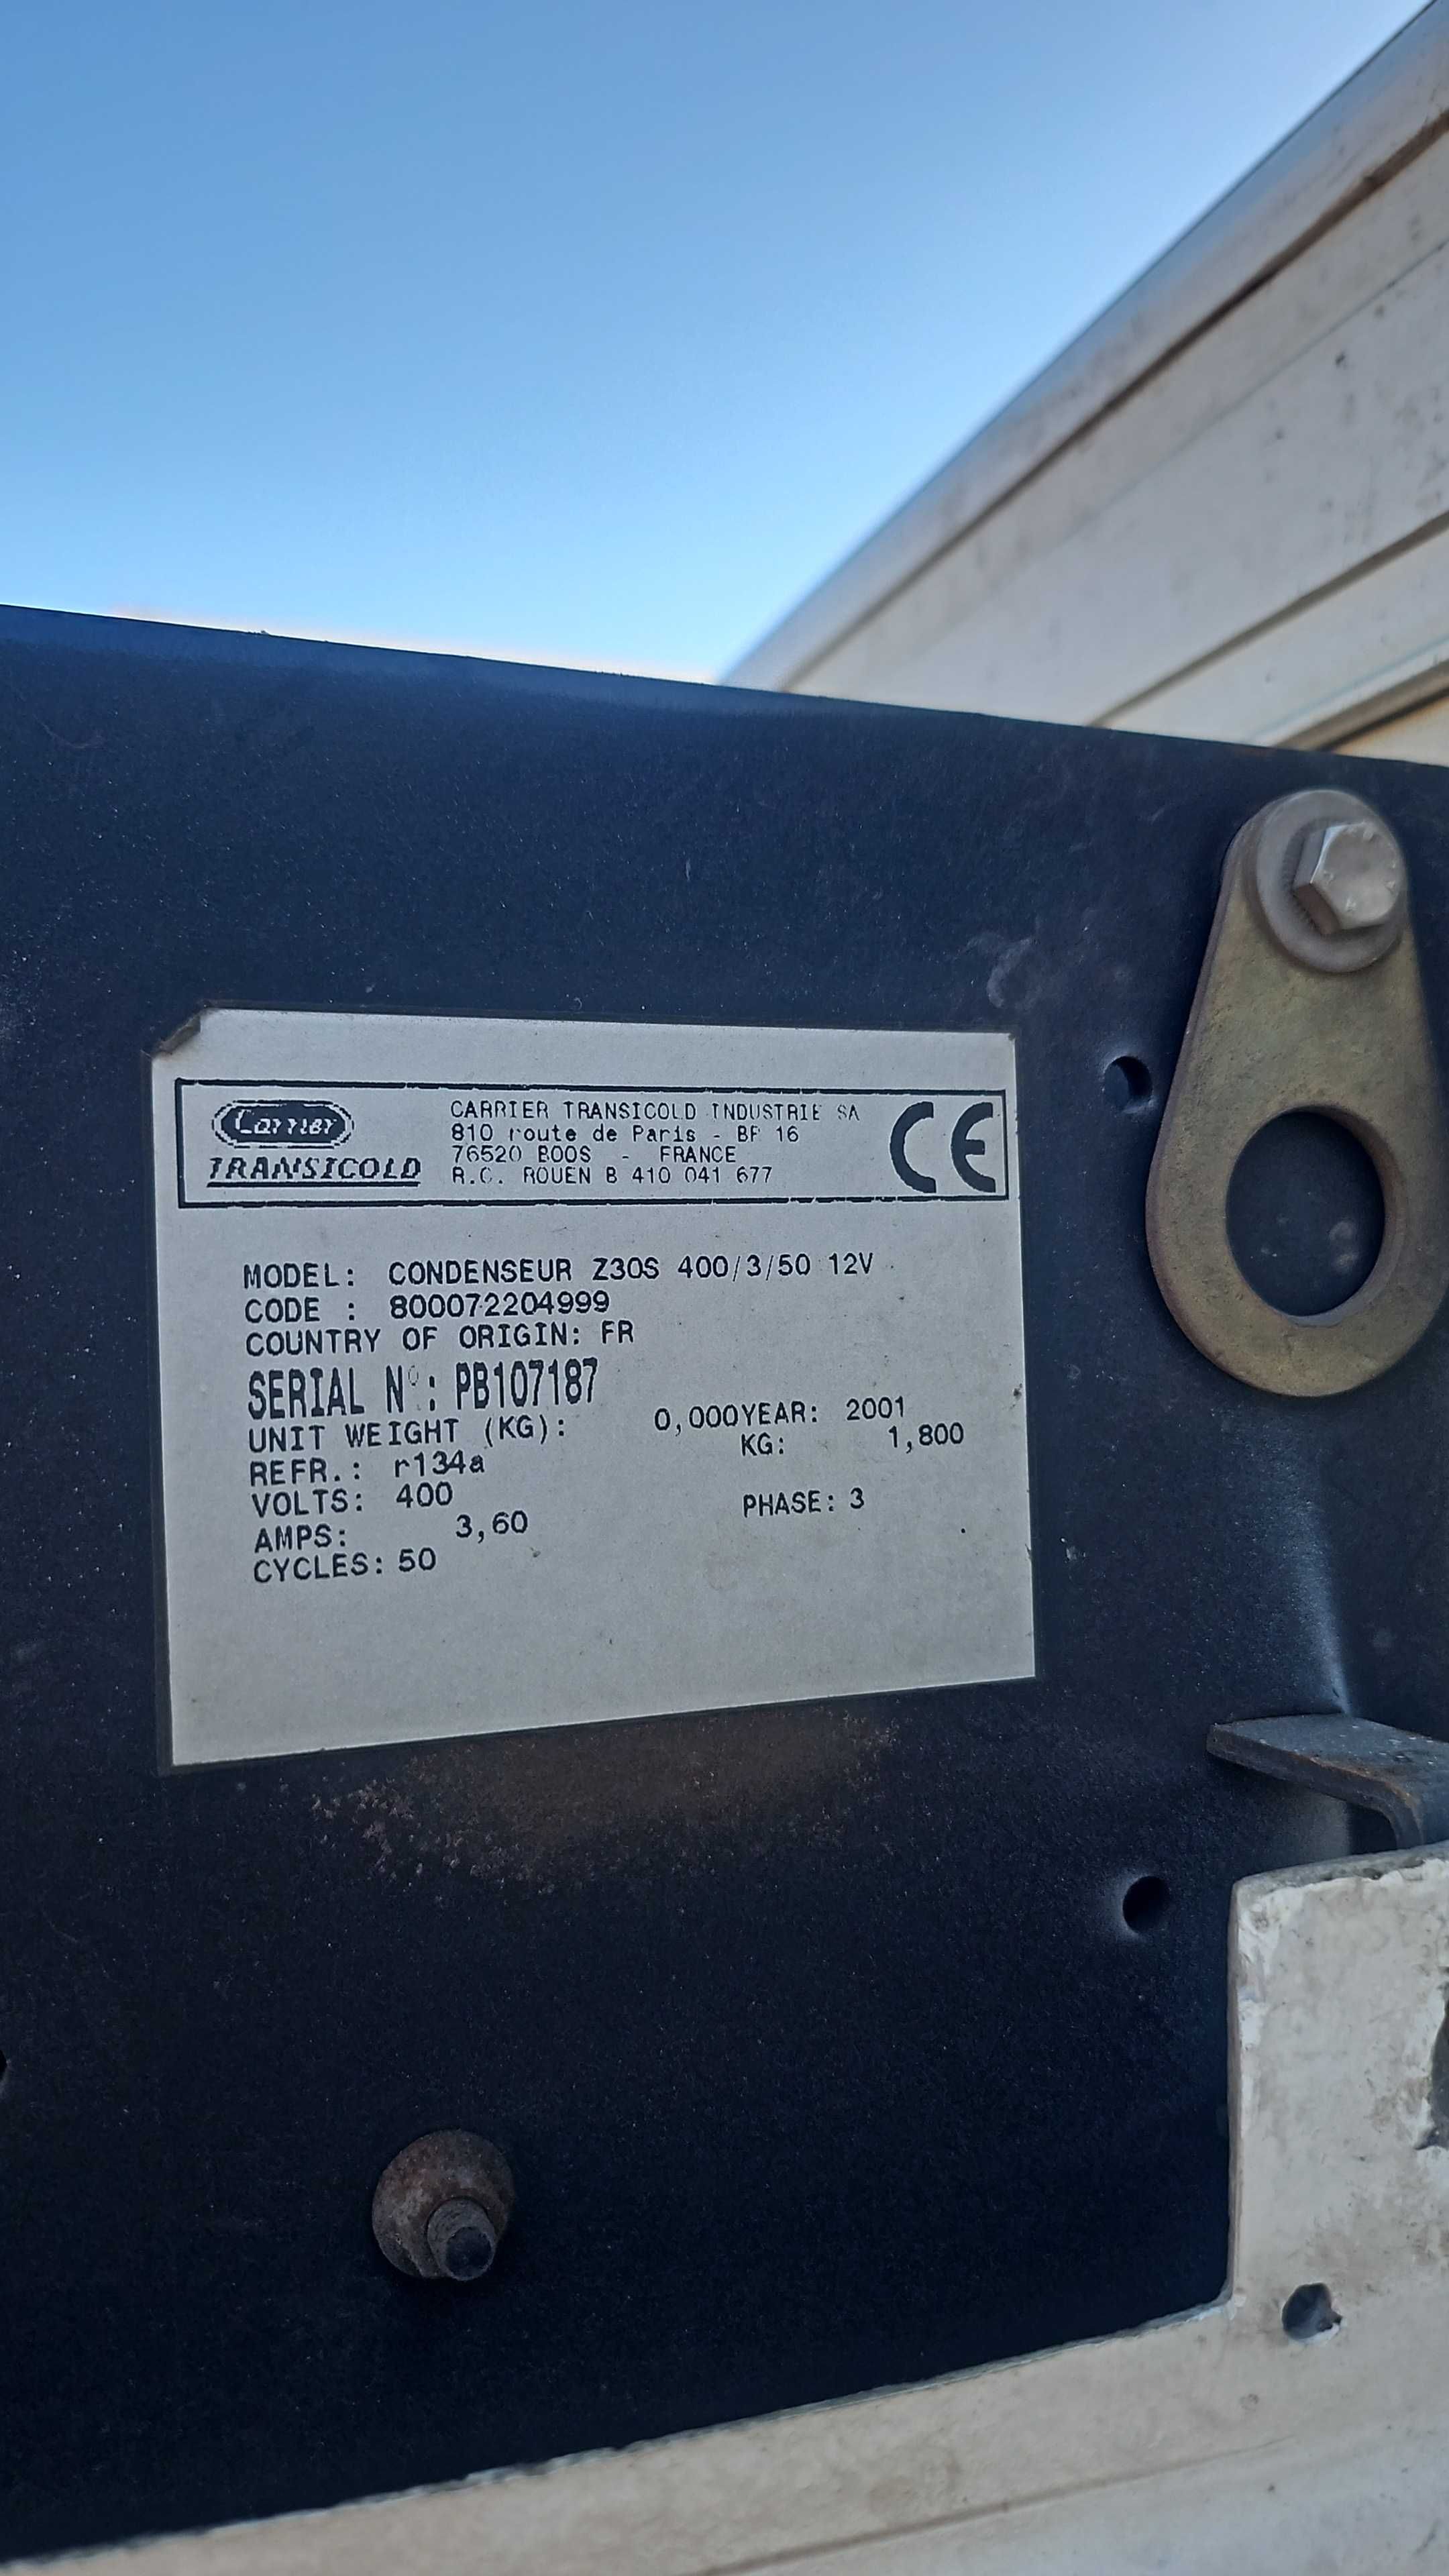 Carrier
TRANSICOLD
CARRIER TRANSICOLD INDUSTRIE SA
810 route de Paris - BP 16
76520 BOOS - FRANCE
R.C. ROUEN B 410 041 677
CE
MODEL: CONDENSEUR Z30S 400/3/50 12V
CODE : 800072204999
COUNTRY OF ORIGIN: FR
SERIAL N°: PB107187
UNIT WEIGHT (KG): 0,000YEAR: 2001
REFR.: r134a KG: 1,800
VOLTS: 400 PHASE: 3
AMPS: 3,60
CYCLES: 50